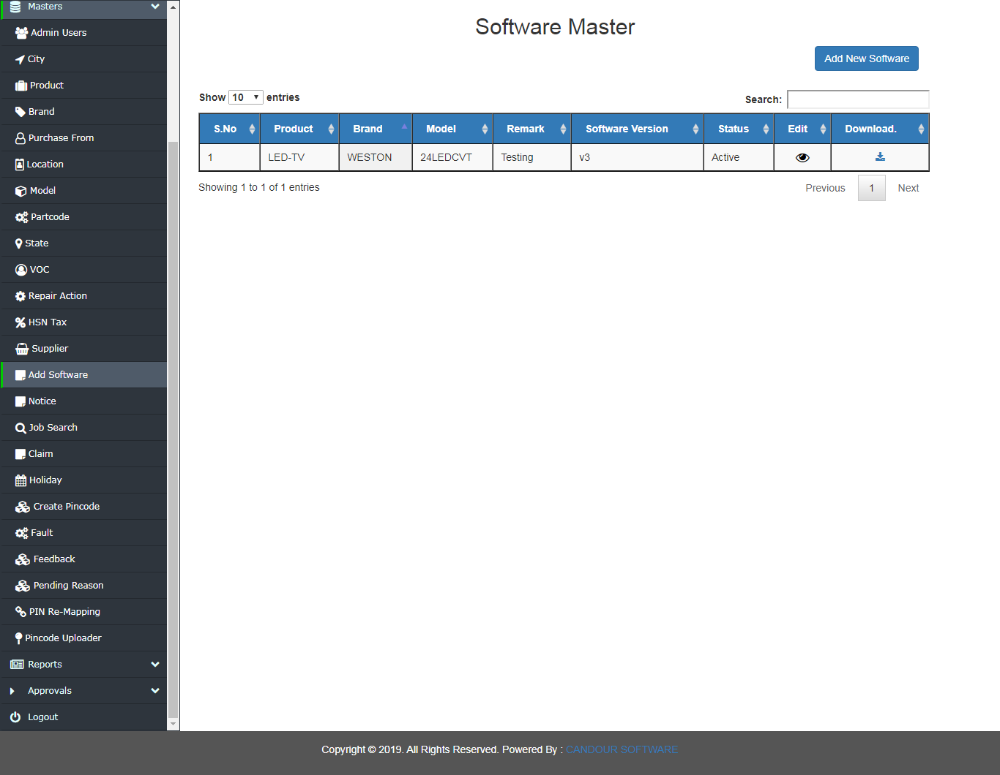 Masters
Admin Users
City
Product
Brand
Purchase From
Location
Model
Partcode
State
VOC
Repair Action
HSN Tax
Supplier
Add Software
Notice
Job Search
Claim
Holiday
Create Pincode
Fault
Feedback
Pending Reason
PIN Re-Mapping
Pincode Uploader
Reports
Approvals
Logout
Software Master
Add New Software
Show 10 entries
Search:
S.No Product Brand Model Remark Software Version Status Edit Download.
1 LED-TV WESTON 24LEDCVT Testing v3 Active
Showing 1 to 1 of 1 entries
Previous 1 Next
Copyright © 2019. All Rights Reserved. Powered By : CANDOUR SOFTWARE